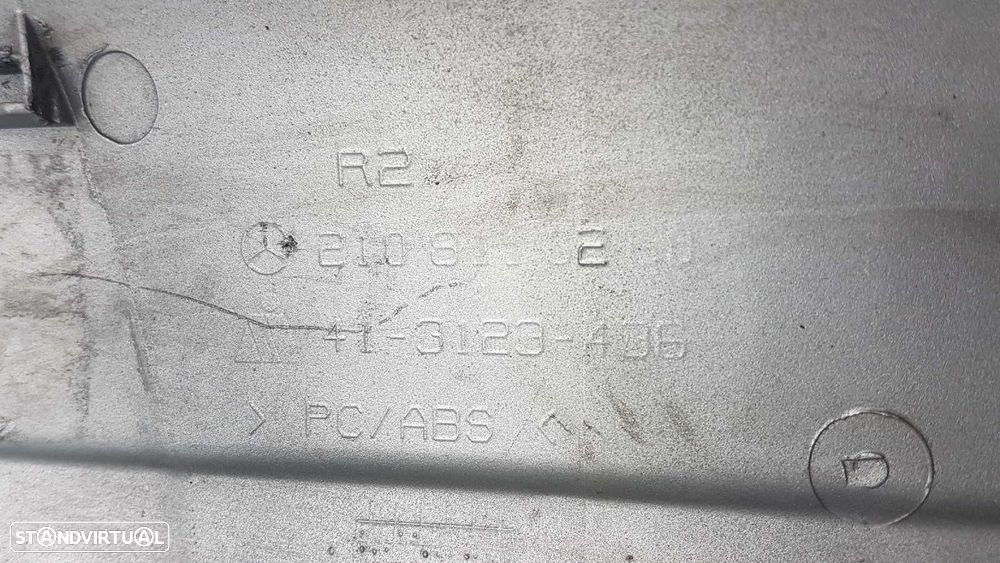 R2
210
41-3123-406
> PC/ABS <
D
STANDVIRTUAL